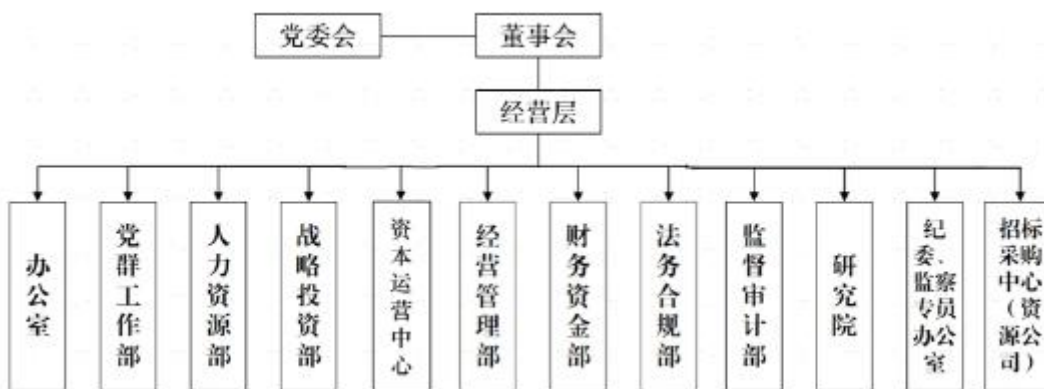 党委会
董事会
经营层
办公室
党群工作部
人力资源部
战略投资部
资本运营中心
经营管理部
财务资金部
法务合规部
监督审计部
研究院
纪
委、
监察
专员
办公
室
招标
采购
中心
（资
源公
司）